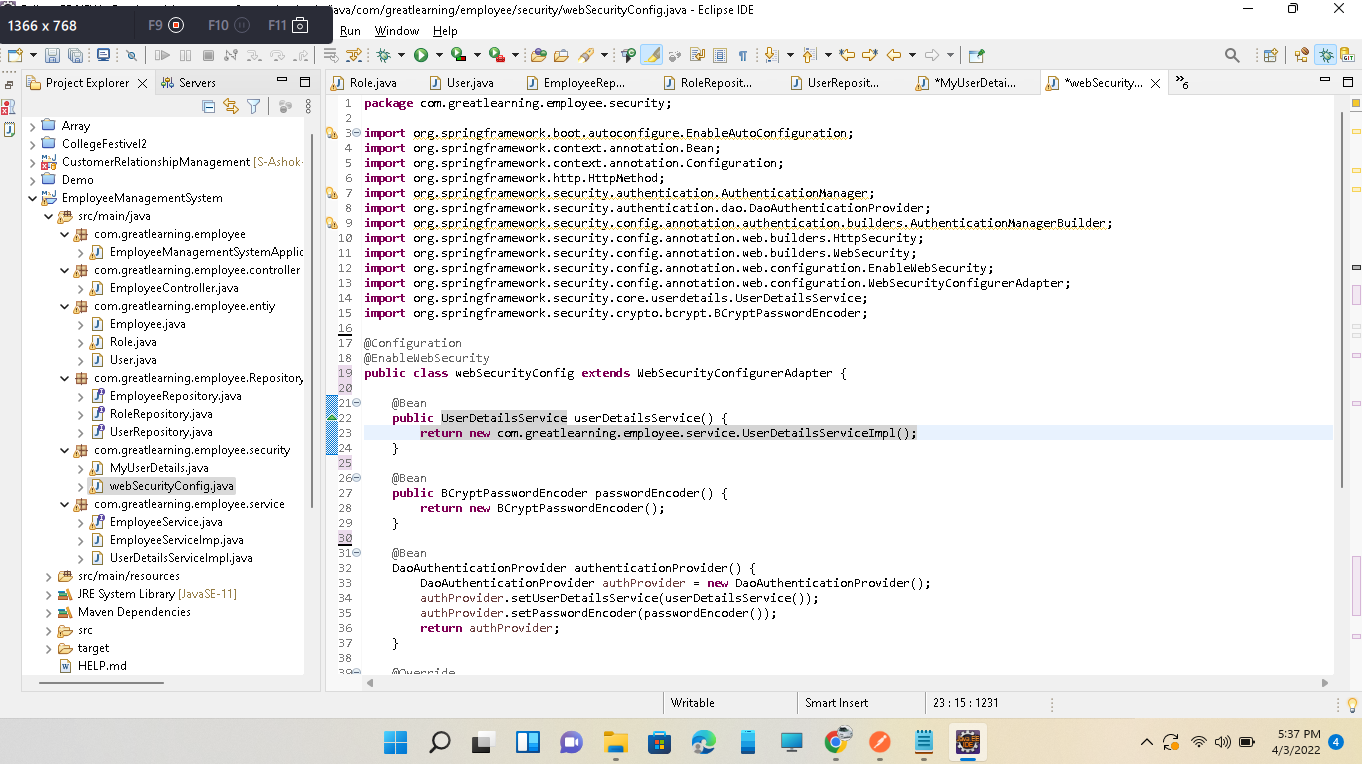 java/com/greatlearning/employee/security/webSecurityConfig.java - Eclipse IDE
1366 x 768
F9
F10
F11
Run Window Help
Project Explorer
Servers
Role.java
User.java
EmployeeRep...
RoleReposit...
UserReposit...
*MyUserDetai...
*webSecurity...
»6
Array
CollegeFestivel2
CustomerRelationshipManagement [S-Ashok-
Demo
EmployeeManagementSystem
src/main/java
com.greatlearning.employee
EmployeeManagementSystemApplic
com.greatlearning.employee.controller
EmployeeController.java
com.greatlearning.employee.entiy
Employee.java
Role.java
User.java
com.greatlearning.employee.Repository
EmployeeRepository.java
RoleRepository.java
UserRepository.java
com.greatlearning.employee.security
MyUserDetails.java
webSecurityConfig.java
com.greatlearning.employee.service
EmployeeService.java
EmployeeServiceImp.java
UserDetailsServiceImpl.java
src/main/resources
JRE System Library [JavaSE-11]
Maven Dependencies
src
target
HELP.md
1 package com.greatlearning.employee.security;
2
3 import org.springframework.boot.autoconfigure.EnableAutoConfiguration;
4 import org.springframework.context.annotation.Bean;
5 import org.springframework.context.annotation.Configuration;
6 import org.springframework.http.HttpMethod;
7 import org.springframework.security.authentication.AuthenticationManager;
8 import org.springframework.security.authentication.dao.DaoAuthenticationProvider;
9 import org.springframework.security.config.annotation.authentication.builders.AuthenticationManagerBuilder;
10 import org.springframework.security.config.annotation.web.builders.HttpSecurity;
11 import org.springframework.security.config.annotation.web.builders.WebSecurity;
12 import org.springframework.security.config.annotation.web.configuration.EnableWebSecurity;
13 import org.springframework.security.config.annotation.web.configuration.WebSecurityConfigurerAdapter;
14 import org.springframework.security.core.userdetails.UserDetailsService;
15 import org.springframework.security.crypto.bcrypt.BCryptPasswordEncoder;
16
17 @Configuration
18 @EnableWebSecurity
19 public class webSecurityConfig extends WebSecurityConfigurerAdapter {
20
21 @Bean
22 public UserDetailsService userDetailsService() {
23 return new com.greatlearning.employee.service.UserDetailsServiceImpl();
24 }
25
26 @Bean
27 public BCryptPasswordEncoder passwordEncoder() {
28 return new BCryptPasswordEncoder();
29 }
30
31 @Bean
32 DaoAuthenticationProvider authenticationProvider() {
33 DaoAuthenticationProvider authProvider = new DaoAuthenticationProvider();
34 authProvider.setUserDetailsService(userDetailsService());
35 authProvider.setPasswordEncoder(passwordEncoder());
36 return authProvider;
37 }
38
39 @Override
Writable
Smart Insert
23 : 15 : 1231
5:37 PM
4/3/2022
4